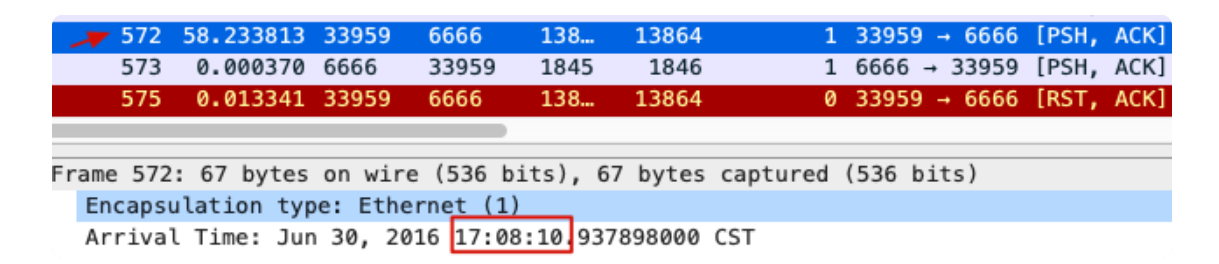 572 58.233813 33959 6666 138… 13864 1 33959 → 6666 [PSH, ACK]
573 0.000370 6666 33959 1845 1846 1 6666 → 33959 [PSH, ACK]
575 0.013341 33959 6666 138… 13864 0 33959 → 6666 [RST, ACK]
Frame 572: 67 bytes on wire (536 bits), 67 bytes captured (536 bits)
Encapsulation type: Ethernet (1)
Arrival Time: Jun 30, 2016 17:08:10.937898000 CST